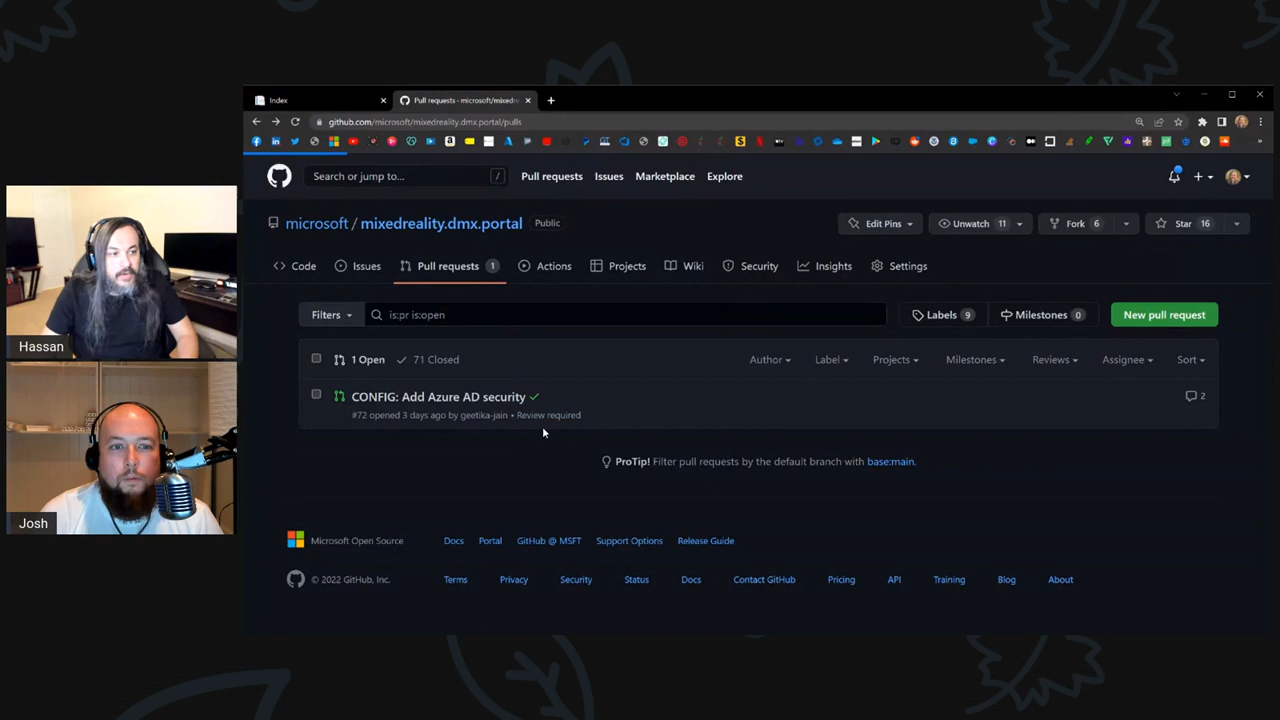 Index
Pull requests - microsoft/mixedre
github.com/microsoft/mixedreality.dmx.portal/pulls
Search or jump to...
/
Pull requests
Issues
Marketplace
Explore
microsoft / mixedreality.dmx.portal
Public
Edit Pins
Unwatch 11
Fork 6
Star 16
Code
Issues
Pull requests 1
Actions
Projects
Wiki
Security
Insights
Settings
Filters
is:pr is:open
Labels 9
Milestones 0
New pull request
1 Open
71 Closed
Author
Label
Projects
Milestones
Reviews
Assignee
Sort
CONFIG: Add Azure AD security
2
#72 opened 3 days ago by geetika-jain • Review required
ProTip! Filter pull requests by the default branch with base:main.
Microsoft Open Source
Docs
Portal
GitHub @ MSFT
Support Options
Release Guide
© 2022 GitHub, Inc.
Terms
Privacy
Security
Status
Docs
Contact GitHub
Pricing
API
Training
Blog
About
Hassan
Josh